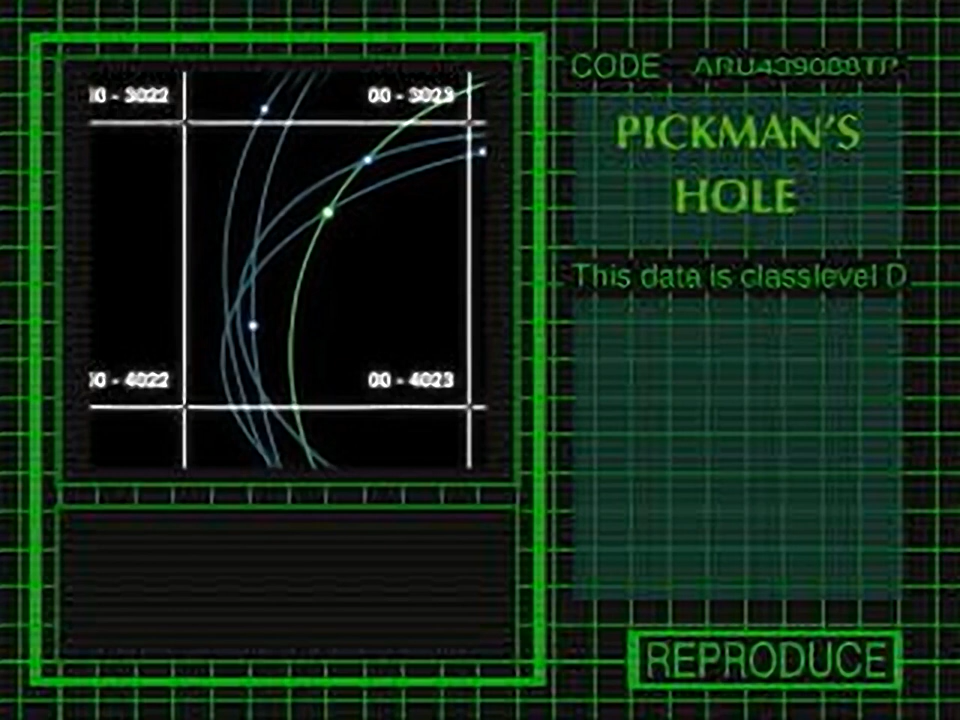 00 - 3023
00 - 4023
CODE
PICKMAN'S
HOLE
This data is classlevel D
REPRODUCE